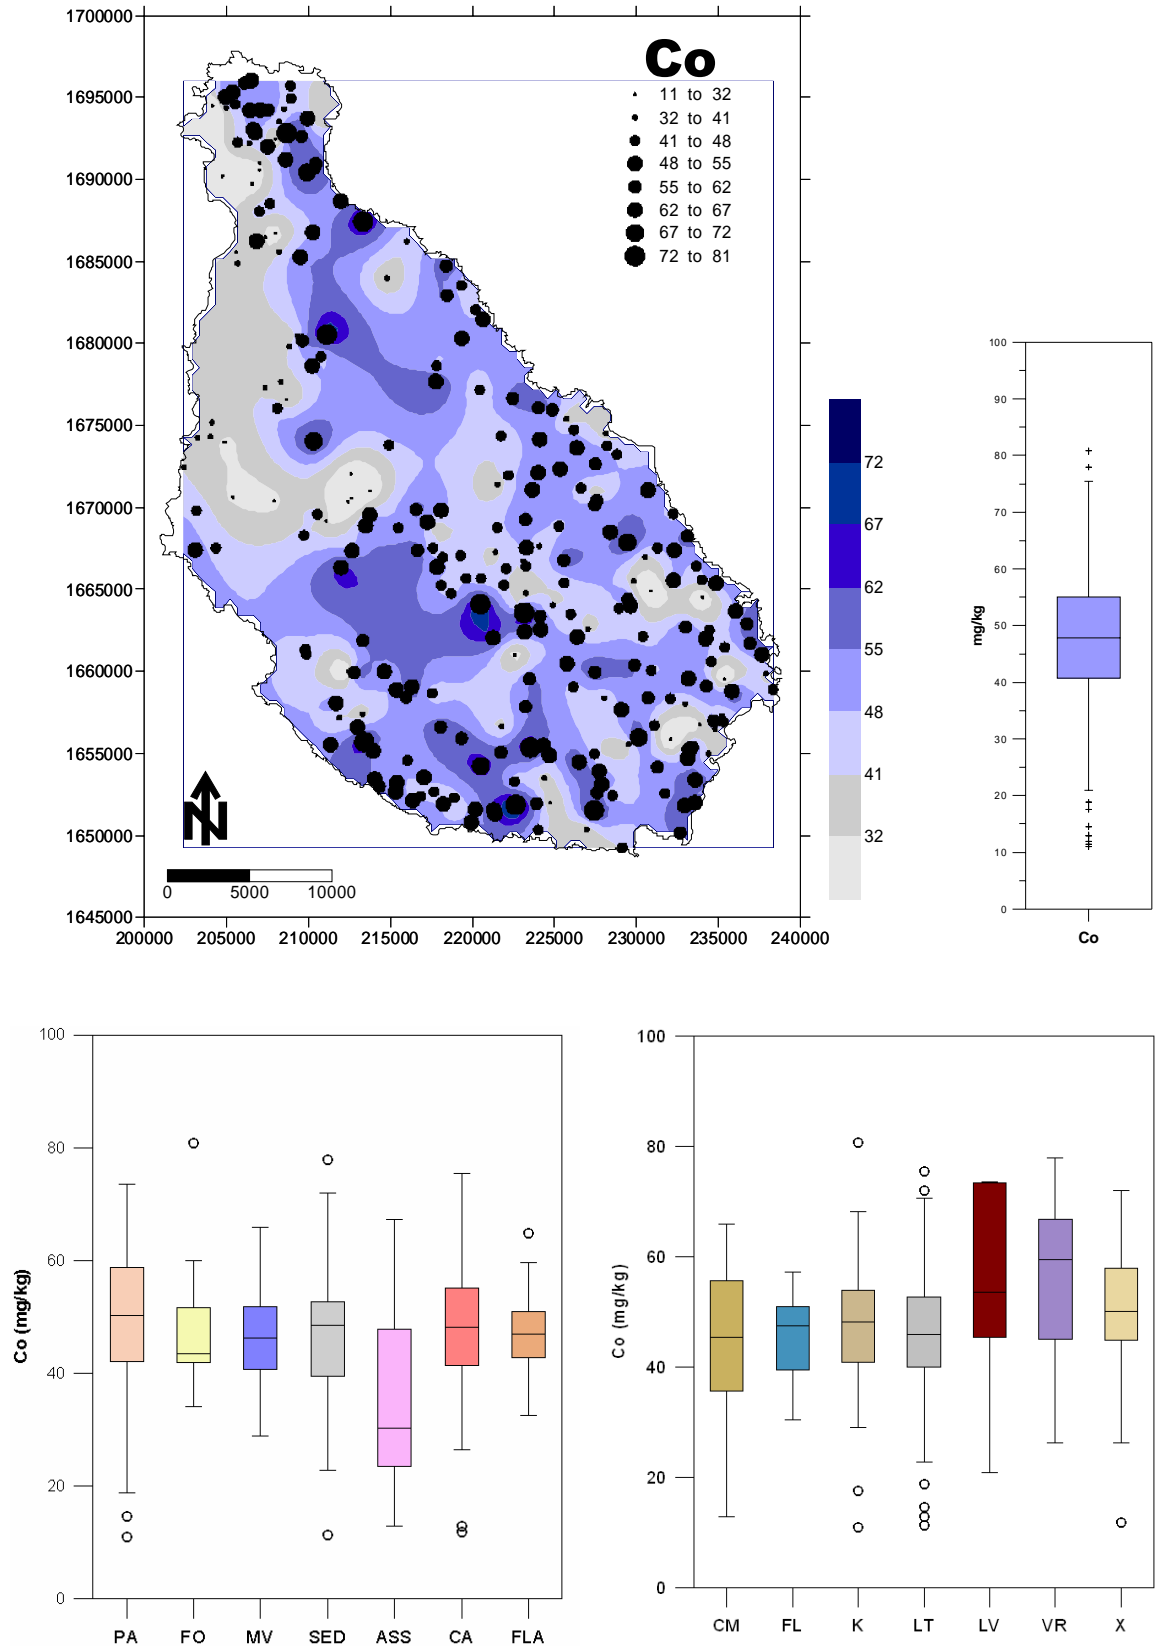 1700000
1695000
1690000
1685000
1680000
1675000
1670000
1665000
1660000
1655000
1650000
1645000
200000 205000 210000 215000 220000 225000 230000 235000 240000
Co
11 to 32
32 to 41
41 to 48
48 to 55
55 to 62
62 to 67
67 to 72
72 to 81
N
0 5000 10000
72
67
62
55
48
41
32
100
90
80
70
60
50
40
30
20
10
0
mg/kg
Co
100
80
60
40
20
0
Co (mg/kg)
PA FO MV SED ASS CA FLA
100
80
60
40
20
0
Co (mg/kg)
CM FL K LT LV VR X